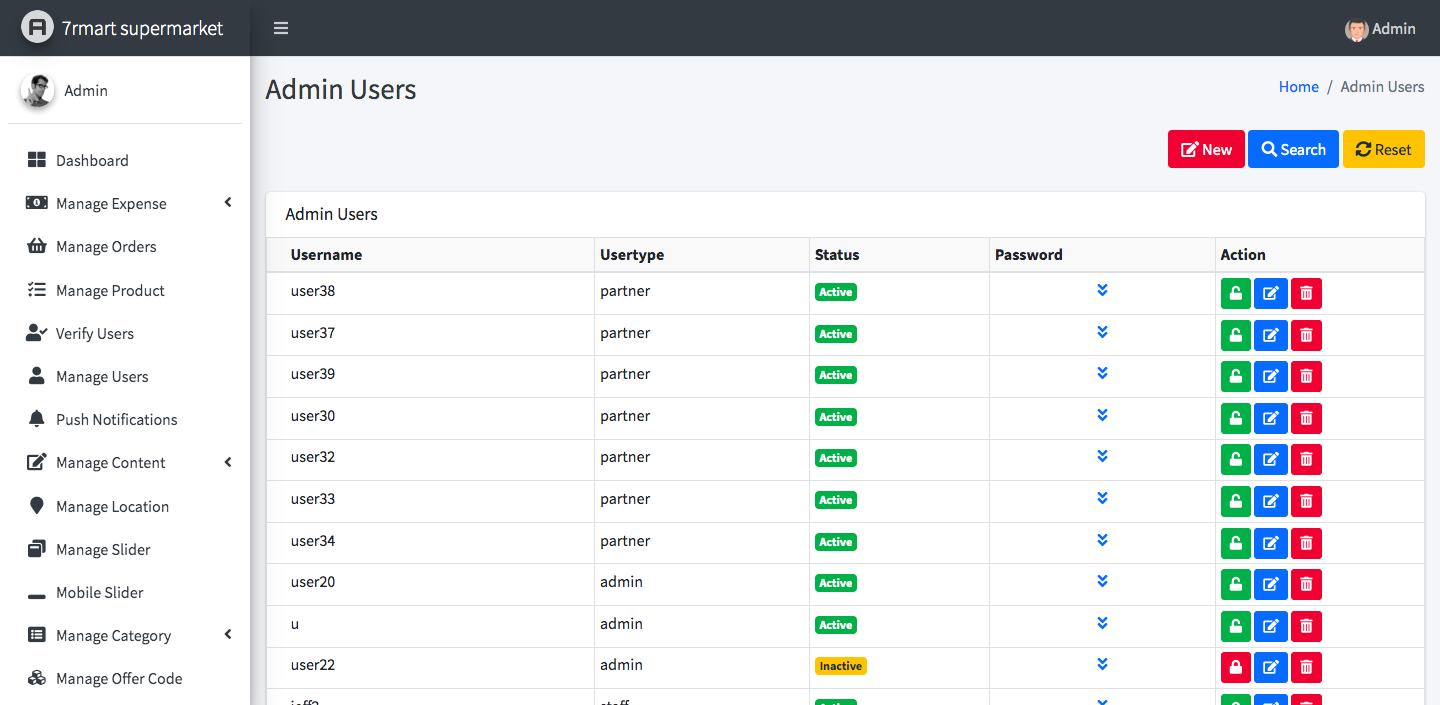 7rmart supermarket
Admin
Admin
Dashboard
Manage Expense
Manage Orders
Manage Product
Verify Users
Manage Users
Push Notifications
Manage Content
Manage Location
Manage Slider
Mobile Slider
Manage Category
Manage Offer Code
Admin Users
Home / Admin Users
New Search Reset
Admin Users
Username Usertype Status Password Action
user38 partner Active
user37 partner Active
user39 partner Active
user30 partner Active
user32 partner Active
user33 partner Active
user34 partner Active
user20 admin Active
u admin Active
user22 admin Inactive